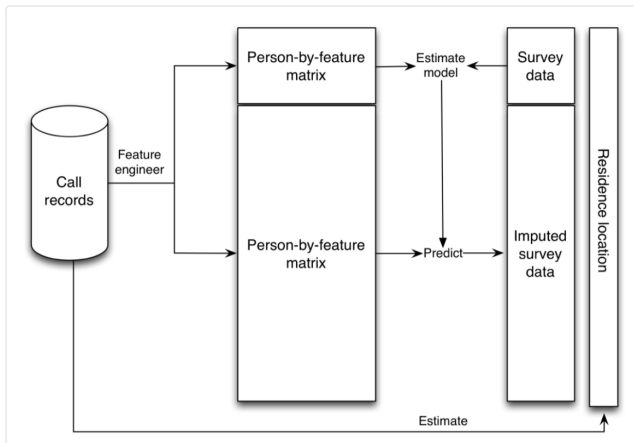 Person-by-feature
matrix
Estimate
model
Survey
data
Feature
engineer
Call
records
Residence location
Person-by-feature
matrix
Predict
Imputed
survey
data
Estimate